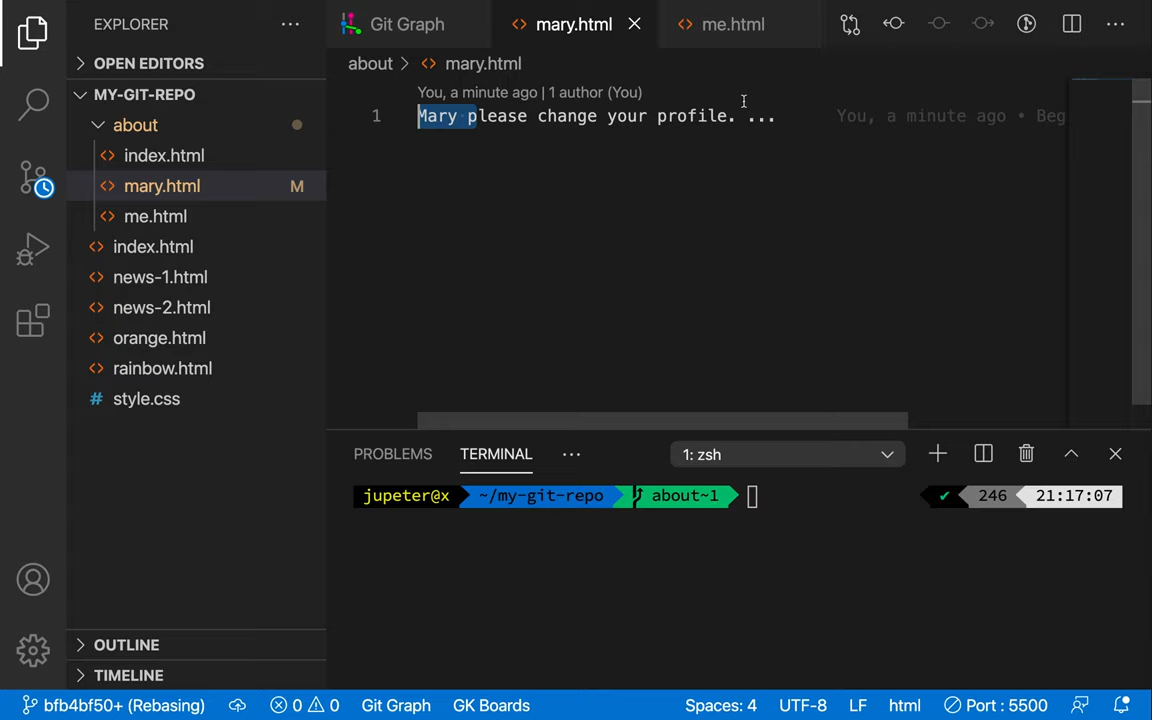 EXPLORER
Git Graph
mary.html
me.html
OPEN EDITORS
about
mary.html
MY-GIT-REPO
You, a minute ago | 1 author (You)
about
1
Mary please change your profile. ...
You, a minute ago • Beg
index.html
mary.html
M
me.html
index.html
news-1.html
news-2.html
orange.html
rainbow.html
# style.css
PROBLEMS
TERMINAL
...
1: zsh
jupeter@x ~/my-git-repo about~1
✔ 246 21:17:07
OUTLINE
TIMELINE
bfb4bf50+ (Rebasing)
0
0
Git Graph
GK Boards
Spaces: 4
UTF-8
LF
html
Port : 5500